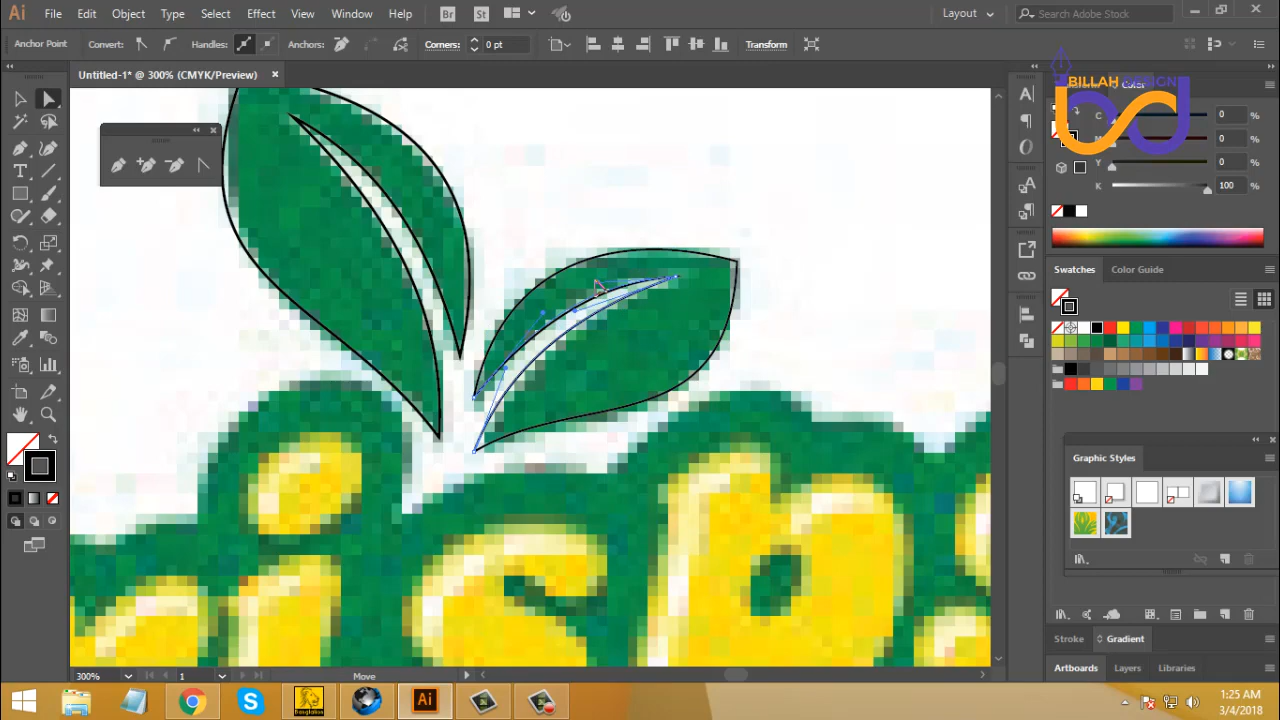 Ai File Edit Object Type Select Effect View Window Help Br St Layout Search Adobe Stock
Anchor Point Convert: Handles: Anchors: Corners: 0 pt Transform
Untitled-1* @ 300% (CMYK/Preview)
BILLAH DESIGN
Color
C 0 %
M 0 %
Y 0 %
K 100 %
Swatches Color Guide
Graphic Styles
Stroke Gradient
Artboards Layers Libraries
300% 1 Move
Ai
1:25 AM
3/4/2018